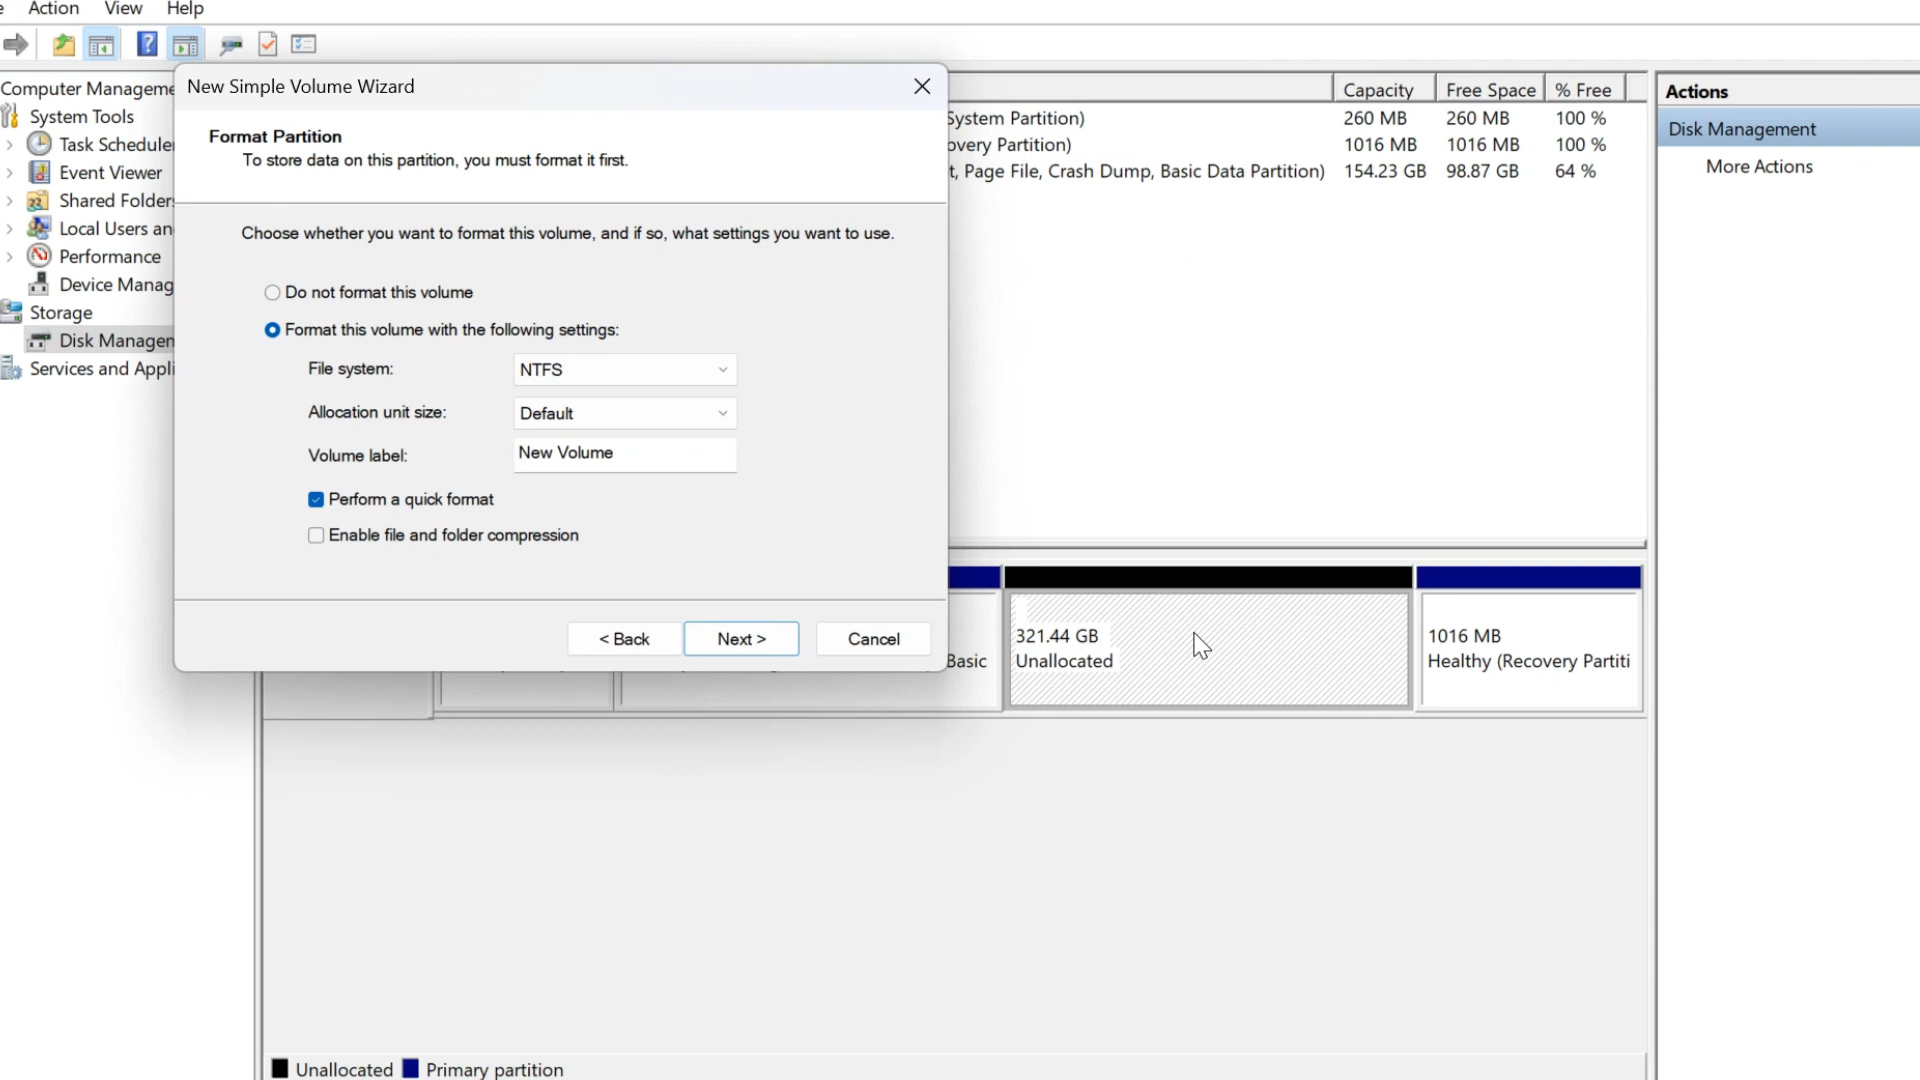 Action View Help
New Simple Volume Wizard
Format Partition
To store data on this partition, you must format it first.
Choose whether you want to format this volume, and if so, what settings you want to use.
Do not format this volume
Format this volume with the following settings:
File system: NTFS
Allocation unit size: Default
Volume label: New Volume
Perform a quick format
Enable file and folder compression
< Back Next > Cancel
Computer Manageme
System Tools
Task Scheduler
Event Viewer
Shared Folders
Local Users an
Performance
Device Manag
Storage
Disk Managem
Services and Appli
Capacity Free Space % Free
System Partition) 260 MB 260 MB 100 %
overy Partition) 1016 MB 1016 MB 100 %
t, Page File, Crash Dump, Basic Data Partition) 154.23 GB 98.87 GB 64 %
Actions
Disk Management
More Actions
Basic
321.44 GB
Unallocated
1016 MB
Healthy (Recovery Partiti
Unallocated Primary partition